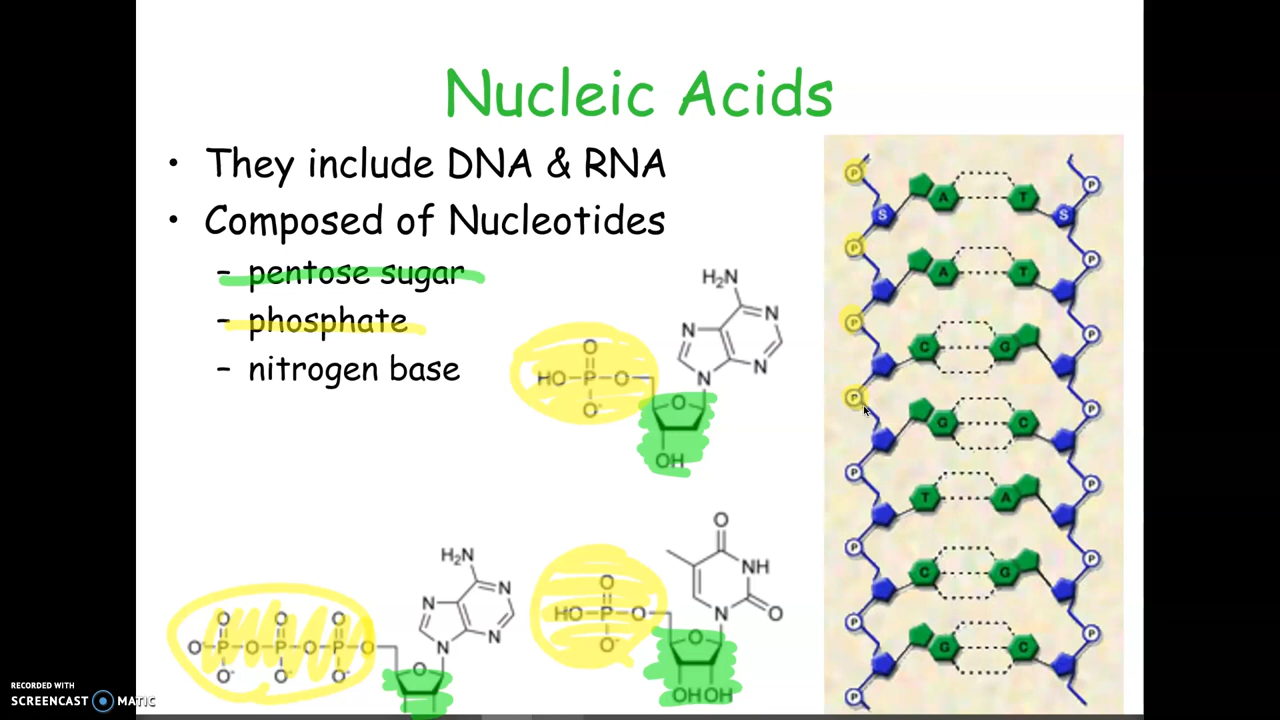 Nucleic Acids
• They include DNA & RNA
• Composed of Nucleotides
– pentose sugar
– phosphate
– nitrogen base
H₂N
N
N
N
N
O
HO P O
O⁻
O
OH
H₂N
N
N
N
N
O O O
O P O P O P O
O⁻ O⁻ O⁻
O
O
NH
N O
O
HO P O
O⁻
O
OH OH
P A T P
S S
P A T P
P C G P
P G C P
P T A P
P C G P
P G C P
P
RECORDED WITH
SCREENCAST MATIC